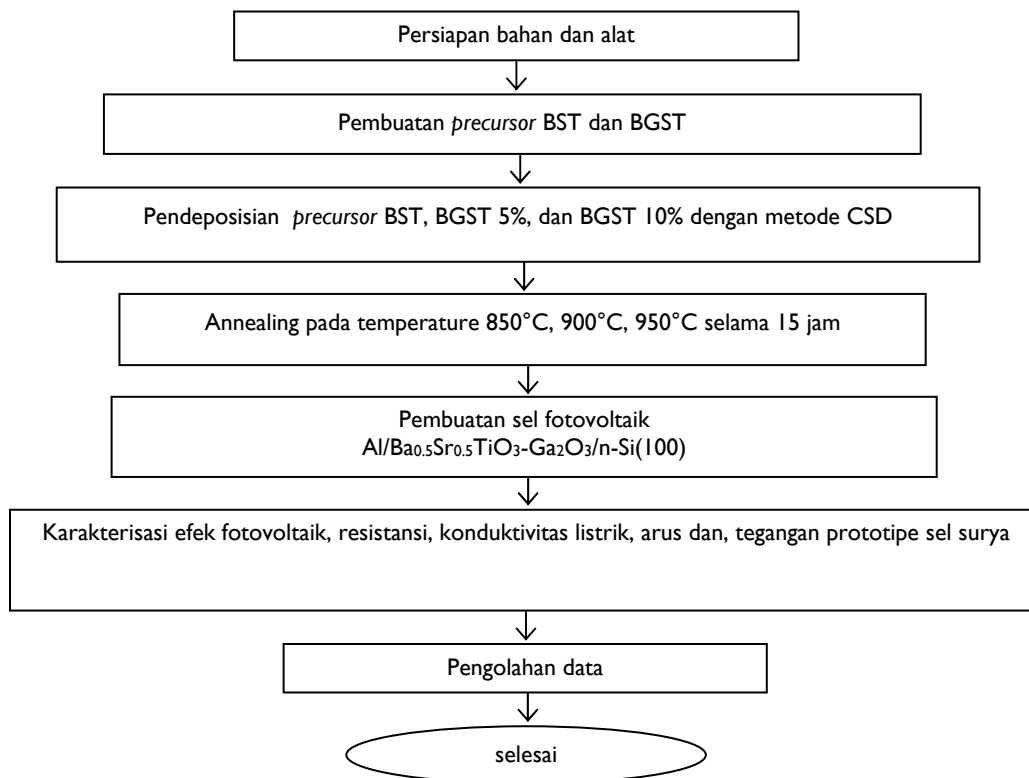 Persiapan bahan dan alat
Pembuatan precursor BST dan BGST
Pendeposisian precursor BST, BGST 5%, dan BGST 10% dengan metode CSD
Annealing pada temperature 850°C, 900°C, 950°C selama 15 jam
Pembuatan sel fotovoltaik
Al/Ba₀.₅Sr₀.₅TiO₃-Ga₂O₃/n-Si(100)
Karakterisasi efek fotovoltaik, resistansi, konduktivitas listrik, arus dan, tegangan prototipe sel surya
Pengolahan data
selesai